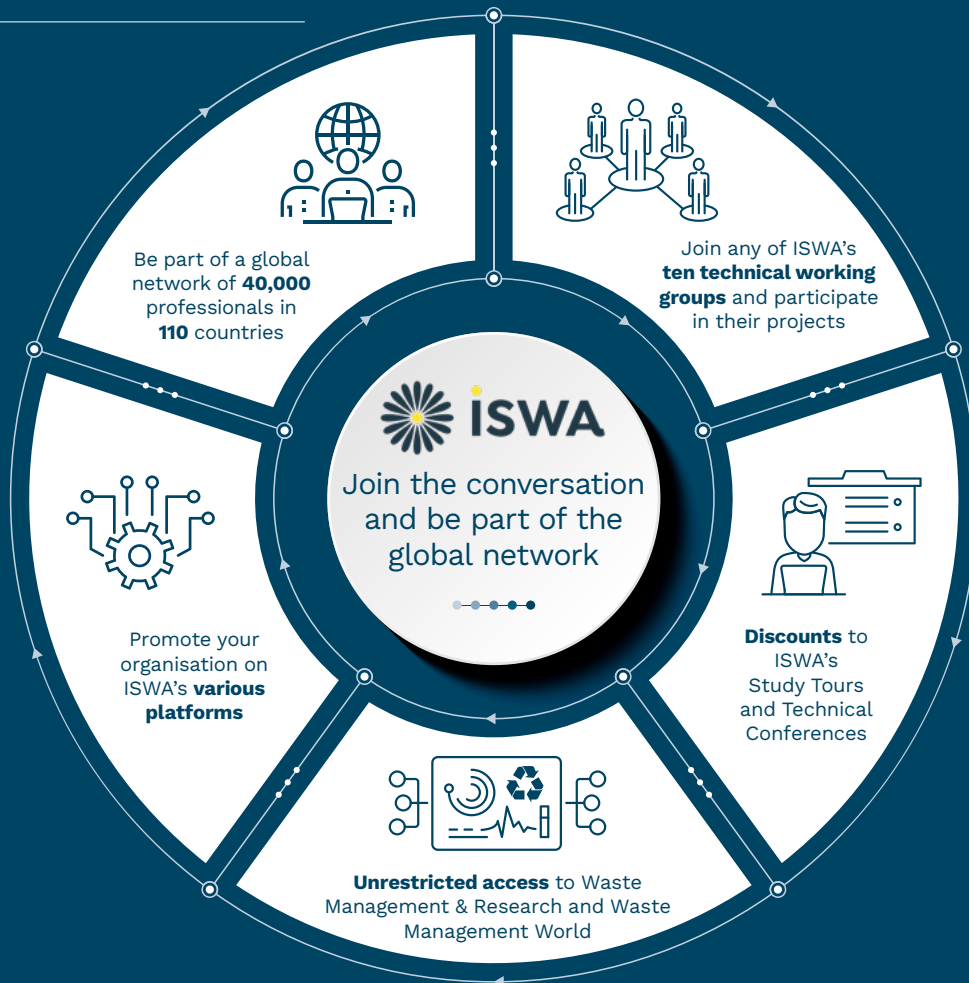 Be part of a global
network of 40,000
professionals in
110 countries
Join any of ISWA's
ten technical working
groups and participate
in their projects
iSWA
Join the conversation
and be part of the
global network
Promote your
organisation on
ISWA's various
platforms
Discounts to
ISWA's
Study Tours
and Technical
Conferences
Unrestricted access to Waste
Management & Research and Waste
Management World